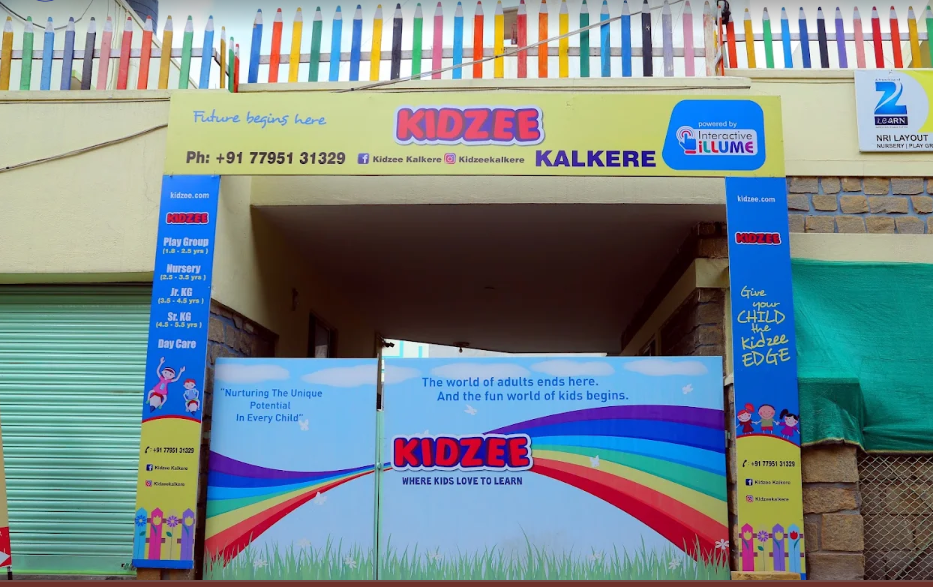 Future begins here
KIDZEE
powered by
Interactive
iLLUME
Ph: +91 77951 31329
Kidzee Kalkere
Kidzeekalkere
KALKERE
Z
LEARN
NRI LAYOUT
NURSERY | PLAY GR
kidzee.com
KIDZEE
Play Group
(1.8 - 2.5 yrs )
Nursery
(2.5 - 3.5 yrs )
Jr. KG
(3.5 - 4.5 yrs)
Sr. KG
(4.5 - 5.5 yrs)
Day Care
+91 77951 31329
Kidzee Kalkere
Kidzeekalkere
"Nurturing The Unique
Potential
In Every Child"
The world of adults ends here.
And the fun world of kids begins.
KIDZEE
WHERE KIDS LOVE TO LEARN
kidzee.com
KIDZEE
Give
your
CHILD
the
Kidzee
EDGE
+91 77951 31329
Kidzee Kalkere
Kidzeekalkere